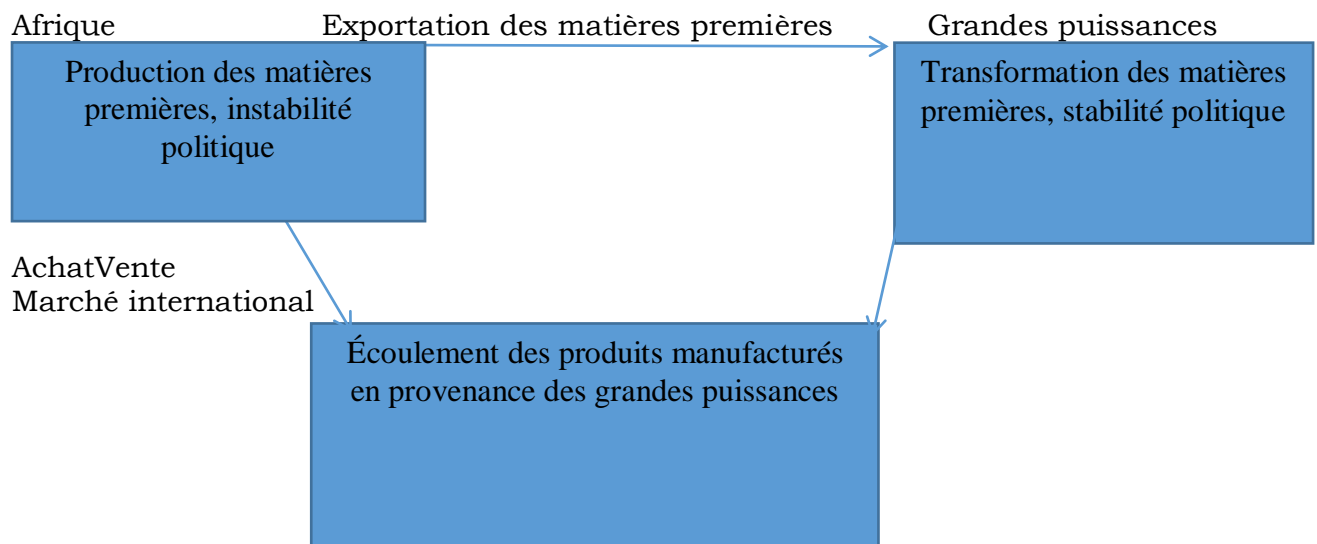 Afrique Exportation des matières premières Grandes puissances
Production des matières
premières, instabilité
politique
Transformation des matières
premières, stabilité politique
AchatVente
Marché international
Écoulement des produits manufacturés
en provenance des grandes puissances